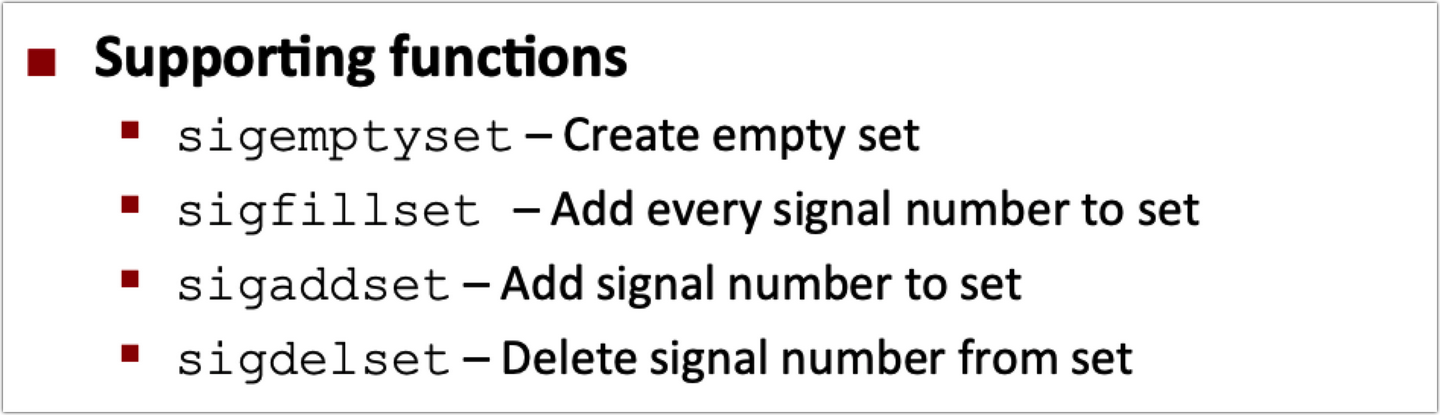 Supporting functions
sigemptyset – Create empty set
sigfillset – Add every signal number to set
sigaddset – Add signal number to set
sigdelset – Delete signal number from set